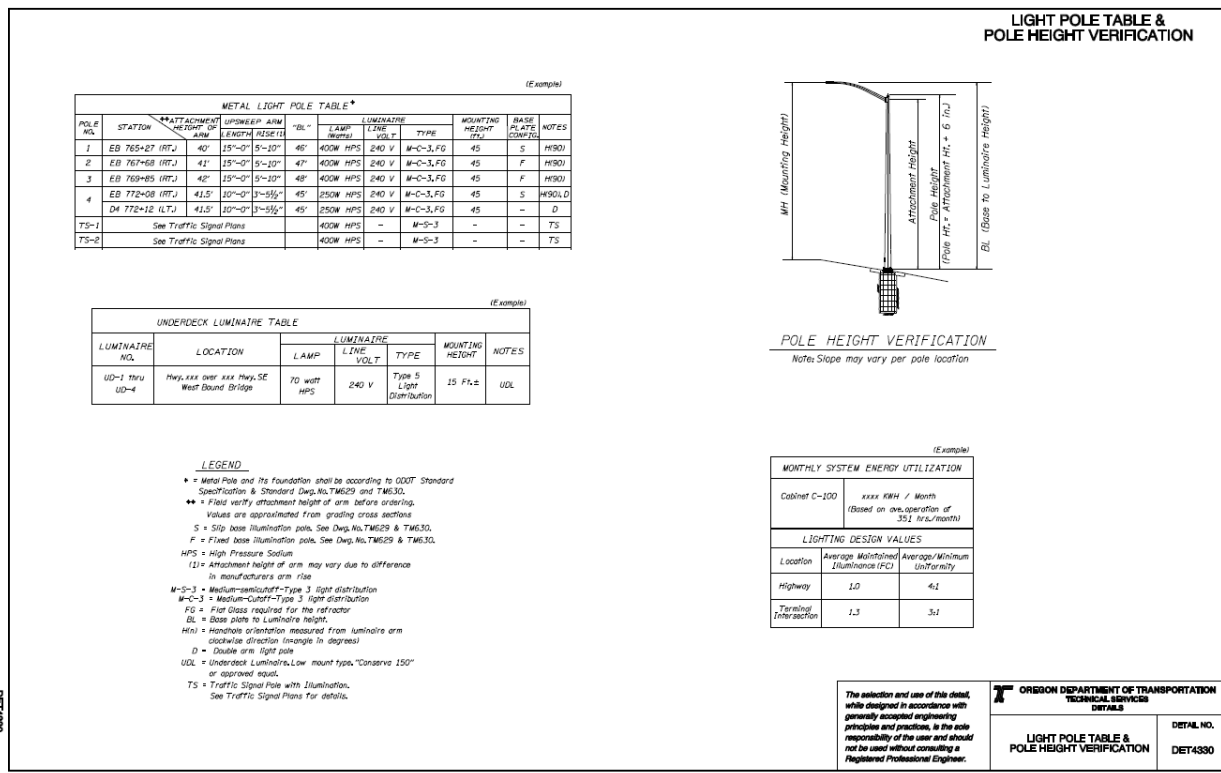 LIGHT POLE TABLE &
POLE HEIGHT VERIFICATION
(Example)
METAL LIGHT POLE TABLE*
POLE NO. STATION **ATTACHMENT HEIGHT OF ARM UPSWEEP ARM LENGTH RISE(1) "BL" LUMINAIRE LAMP (Watts) LINE VOLT TYPE MOUNTING HEIGHT (ft.) BASE PLATE CONFIG. NOTES
1 EB 765+27 (RT.) 40' 15"-0" 5'-10" 46' 400W HPS 240 V M-C-3,FG 45 S H(90)
2 EB 767+68 (RT.) 41' 15"-0" 5'-10" 47' 400W HPS 240 V M-C-3,FG 45 F H(90)
3 EB 769+85 (RT.) 42' 15"-0" 5'-10" 48' 400W HPS 240 V M-C-3,FG 45 F H(90)
4 EB 772+08 (RT.) 41.5' 10"-0" 3'-5½" 45' 250W HPS 240 V M-C-3,FG 45 S H(90),D
D4 772+12 (LT.) 41.5' 10"-0" 3'-5½" 45' 250W HPS 240 V M-C-3,FG 45 - D
TS-1 See Traffic Signal Plans 400W HPS - M-S-3 - - TS
TS-2 See Traffic Signal Plans 400W HPS - M-S-3 - - TS
MH (Mounting Height)
Attachment Height
Pole Height
(Pole Ht. = Attachment Ht. + 6 in.)
BL (Base to Luminaire Height)
POLE HEIGHT VERIFICATION
Note: Slope may vary per pole location
(Example)
UNDERDECK LUMINAIRE TABLE
LUMINAIRE NO. LOCATION LUMINAIRE LAMP LINE VOLT TYPE MOUNTING HEIGHT NOTES
UD-1 thru UD-4 Hwy. xxx over xxx Hwy. SE West Bound Bridge 70 watt HPS 240 V Type 5 Light Distribution 15 Ft.± UDL
LEGEND
* = Metal Pole and its foundation shall be according to ODOT Standard
Specification & Standard Dwg. No. TM629 and TM630.
** = Field verify attachment height of arm before ordering.
Values are approximated from grading cross sections
S = Slip base illumination pole. See Dwg. No. TM629 & TM630.
F = Fixed base illumination pole. See Dwg. No. TM629 & TM630.
HPS = High Pressure Sodium
(1) = Attachment height of arm may vary due to difference
in manufacturers arm rise
M-S-3 = Medium-semicutoff-Type 3 light distribution
M-C-3 = Medium-Cutoff-Type 3 light distribution
FG = Flat Glass required for the refractor
BL = Base plate to Luminaire height.
H(n) = Handhole orientation measured from luminaire arm
clockwise direction (n=angle in degrees)
D = Double arm light pole
UDL = Underdeck Luminaire. Low mount type. "Conserva 150"
or approved equal.
TS = Traffic Signal Pole with Illumination.
See Traffic Signal Plans for details.
(Example)
MONTHLY SYSTEM ENERGY UTILIZATION
Cabinet C-100 xxxx KWH / Month
(Based on ave. operation of
351 hrs./month)
LIGHTING DESIGN VALUES
Location Average Maintained Illuminance (FC) Average/Minimum Uniformity
Highway 1.0 4:1
Terminal Intersection 1.3 3:1
The selection and use of this detail,
while designed in accordance with
generally accepted engineering
principles and practices, is the sole
responsibility of the user and should
not be used without consulting a
Registered Professional Engineer.
OREGON DEPARTMENT OF TRANSPORTATION
TECHNICAL SERVICES
DETAILS
LIGHT POLE TABLE &
POLE HEIGHT VERIFICATION
DETAIL NO.
DET4330